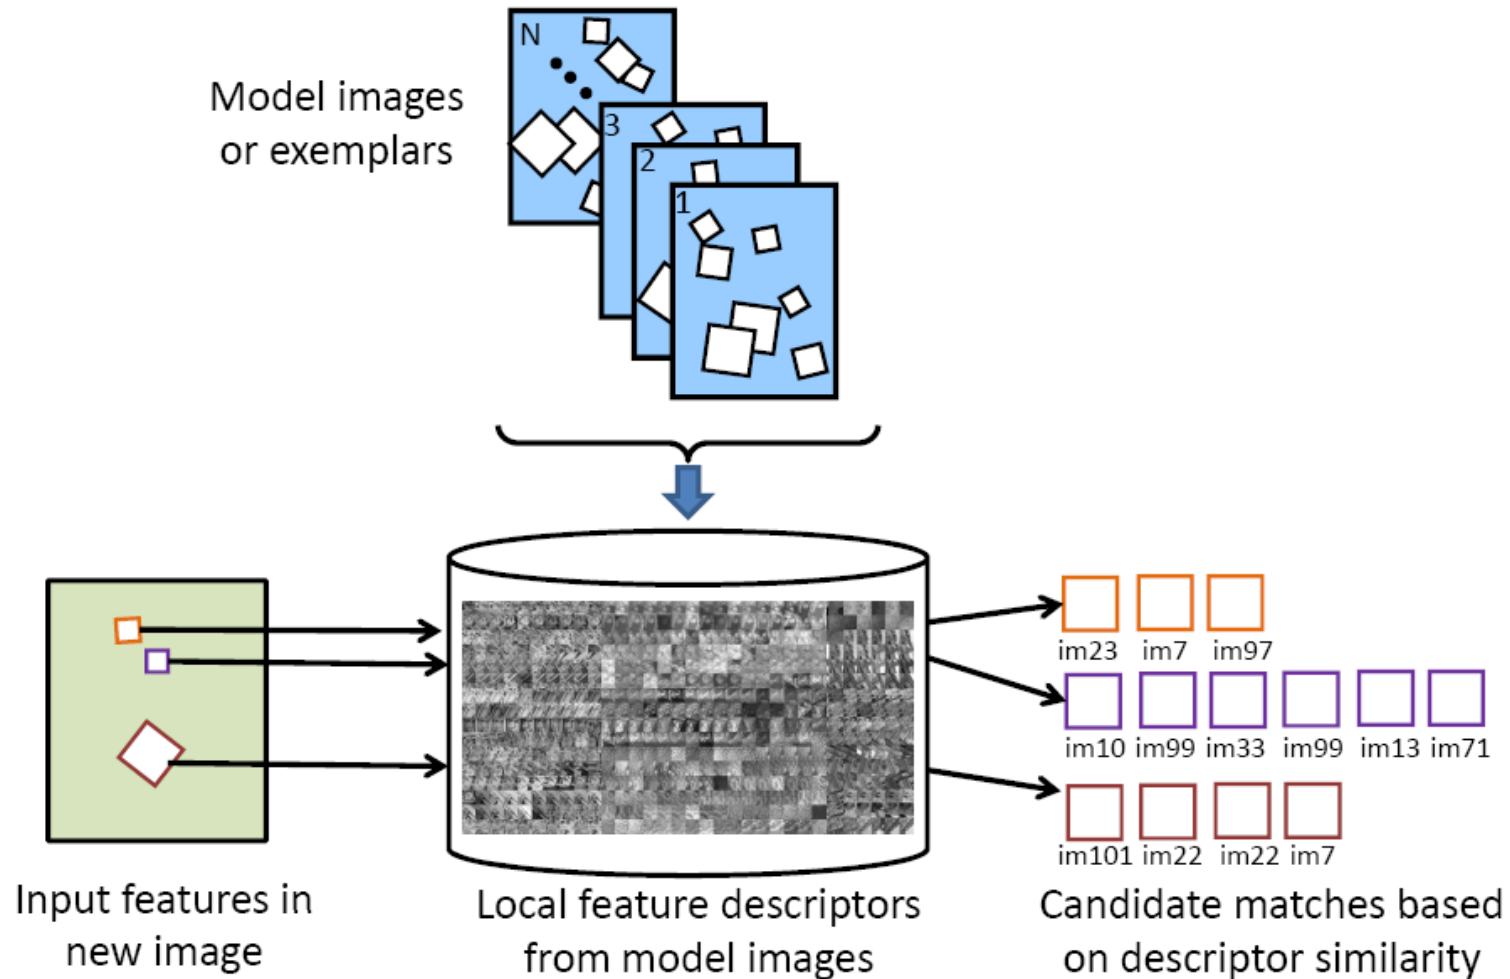 Model images
or exemplars
N
3
2
1
im23 im7 im97
im10 im99 im33 im99 im13 im71
im101 im22 im22 im7
Input features in
new image
Local feature descriptors
from model images
Candidate matches based
on descriptor similarity